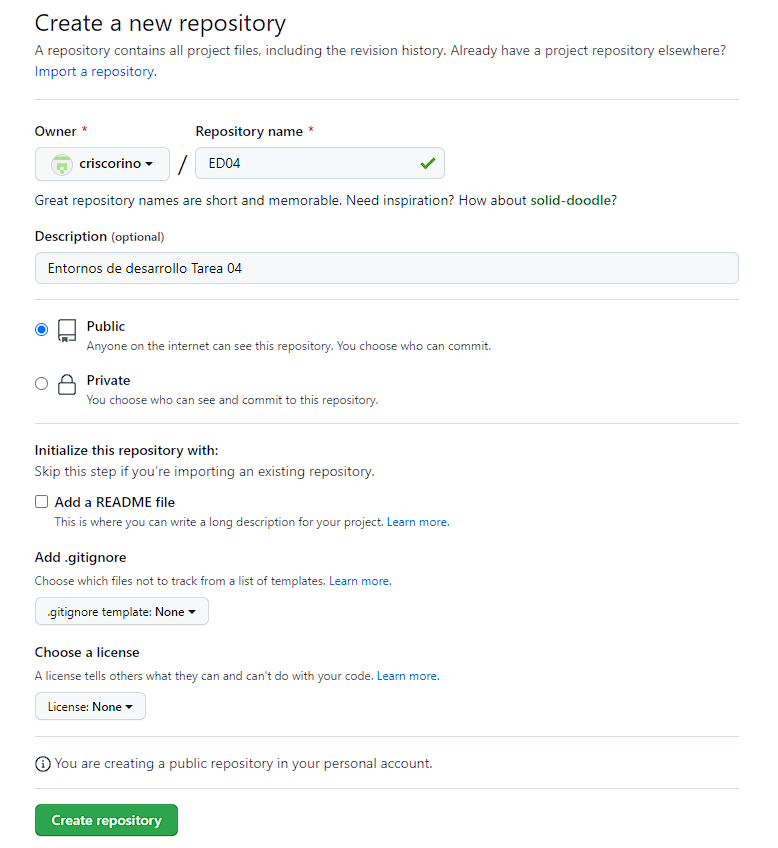 Create a new repository
A repository contains all project files, including the revision history. Already have a project repository elsewhere?
Import a repository.
Owner * Repository name *
criscorino / ED04
Great repository names are short and memorable. Need inspiration? How about solid-doodle?
Description (optional)
Entornos de desarrollo Tarea 04
Public
Anyone on the internet can see this repository. You choose who can commit.
Private
You choose who can see and commit to this repository.
Initialize this repository with:
Skip this step if you're importing an existing repository.
Add a README file
This is where you can write a long description for your project. Learn more.
Add .gitignore
Choose which files not to track from a list of templates. Learn more.
.gitignore template: None
Choose a license
A license tells others what they can and can't do with your code. Learn more.
License: None
You are creating a public repository in your personal account.
Create repository